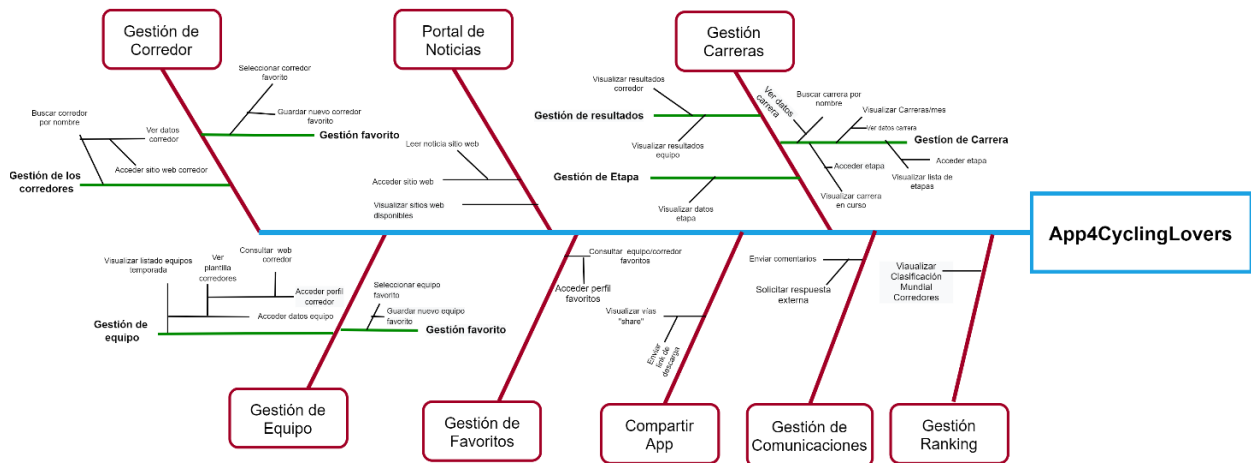 Gestión de
Corredor
Portal de
Noticias
Gestión
Carreras
Seleccionar corredor
favorito
Guardar nuevo corredor
favorito
Gestión favorito
Buscar corredor
por nombre
Ver datos
corredor
Acceder sitio web corredor
Gestión de los
corredores
Leer noticia sitio web
Acceder sitio web
Visualizar sitios web
disponibles
Visualizar resultados
corredor
Gestión de resultados
Visualizar resultados
equipo
Gestión de Etapa
Visualizar datos
etapa
Ver datos
carrera
Buscar carrera por
nombre
Visualizar Carreras/mes
Ver datos carrera
Gestion de Carrera
Acceder etapa
Visualizar lista de
etapas
Acceder etapa
Visualizar carrera
en curso
App4CyclingLovers
Visualizar listado equipos
temporada
Ver
plantilla
corredores
Consultar web
corredor
Acceder perfil
corredor
Acceder datos equipo
Gestión de
equipo
Seleccionar equipo
favorito
Guardar nuevo equipo
favorito
Gestión favorito
Consultar equipo/corredor
favoritos
Acceder perfil
favoritos
Visualizar vías
"share"
Enviar
link de
descarga
Enviar comentarios
Solicitar respuesta
externa
Viaualizar
Clasificación
Mundial
Corredores
Gestión de
Equipo
Gestión de
Favoritos
Compartir
App
Gestión de
Comunicaciones
Gestión
Ranking